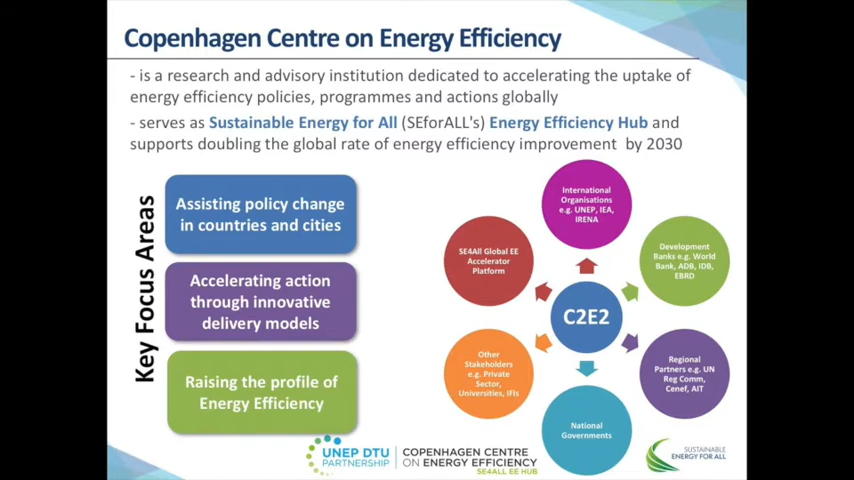 Copenhagen Centre on Energy Efficiency
- is a research and advisory institution dedicated to accelerating the uptake of
energy efficiency policies, programmes and actions globally
- serves as Sustainable Energy for All (SEforALL's) Energy Efficiency Hub and
supports doubling the global rate of energy efficiency improvement by 2030
Key Focus Areas
Assisting policy change
in countries and cities
Accelerating action
through innovative
delivery models
Raising the profile of
Energy Efficiency
International
Organisations
e.g. UNEP, IEA,
IRENA
Development
Banks e.g. World
Bank, ADB, IDB,
EBRD
Regional
Partners e.g. UN
Reg Comm,
Cenef, AIT
National
Governments
Other
Stakeholders
e.g. Private
Sector,
Universities, IFIs
SE4All Global EE
Accelerator
Platform
C2E2
UNEP DTU
PARTNERSHIP
COPENHAGEN CENTRE
ON ENERGY EFFICIENCY
SE4ALL EE HUB
SUSTAINABLE
ENERGY FOR ALL